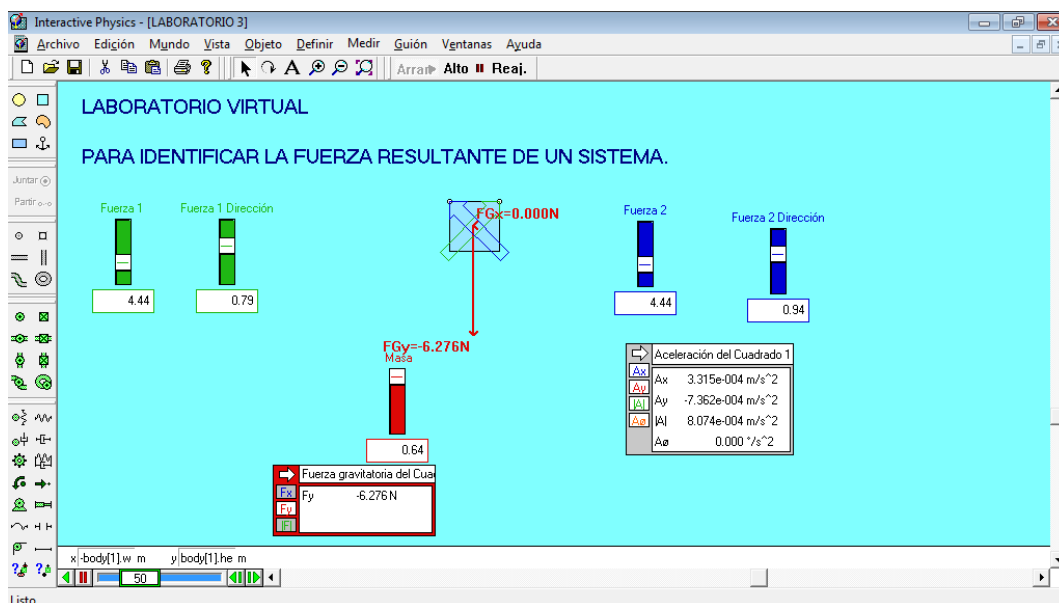 Interactive Physics - [LABORATORIO 3]
Archivo Edición Mundo Vista Objeto Definir Medir Guión Ventanas Ayuda
Arran Alto Reaj.
LABORATORIO VIRTUAL
PARA IDENTIFICAR LA FUERZA RESULTANTE DE UN SISTEMA.
Juntar
Partir
Fuerza 1
4.44
Fuerza 1 Dirección
0.79
FGx=0.000N
FGy=-6.276N
Fuerza 2
4.44
Fuerza 2 Dirección
0.94
Masa
0.64
Aceleración del Cuadrado 1
Ax Ax 3.315e-004 m/s^2
Ay Ay -7.362e-004 m/s^2
|A| |A| 8.074e-004 m/s^2
Aø Aø 0.000 °/s^2
Fuerza gravitatoria del Cua
Fx
Fy Fy -6.276 N
|F|
x -body[1].w m y body[1].he m
50
Listo